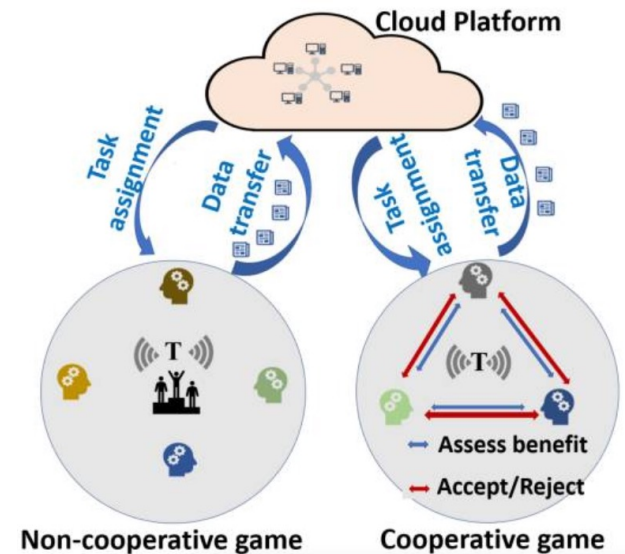 Cloud Platform
Task
assignment
Data
transfer
Task
assignment
Data
transfer
T
T
Assess benefit
Accept/Reject
Non-cooperative game
Cooperative game